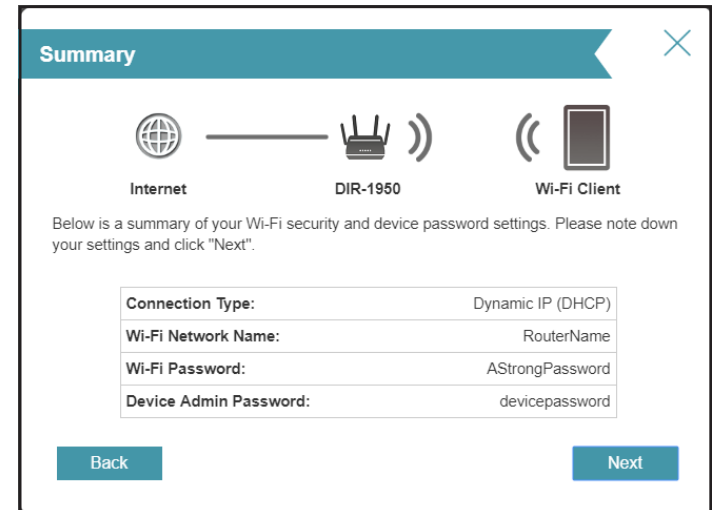 Summary
Internet
DIR-1950
Wi-Fi Client
Below is a summary of your Wi-Fi security and device password settings. Please note down
your settings and click "Next".
Connection Type: Dynamic IP (DHCP)
Wi-Fi Network Name: RouterName
Wi-Fi Password: AStrongPassword
Device Admin Password: devicepassword
Back
Next